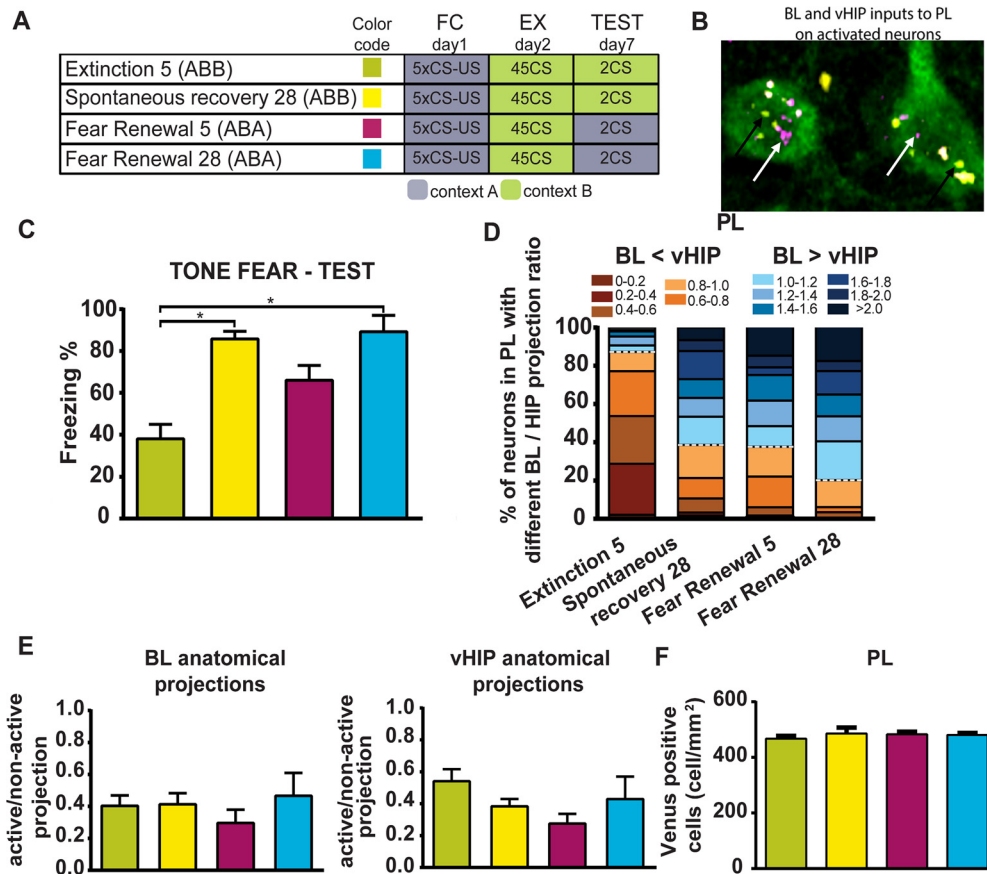 A
Color code
FC day1
EX day2
TEST day7
Extinction 5 (ABB) 5xCS-US 45CS 2CS
Spontaneous recovery 28 (ABB) 5xCS-US 45CS 2CS
Fear Renewal 5 (ABA) 5xCS-US 45CS 2CS
Fear Renewal 28 (ABA) 5xCS-US 45CS 2CS
context A context B
B
BL and vHIP inputs to PL
on activated neurons
C
TONE FEAR - TEST
Freezing %
100
80
60
40
20
0
*
*
D
PL
BL < vHIP
0-0.2
0.2-0.4
0.4-0.6
0.8-1.0
0.6-0.8
BL > vHIP
1.0-1.2
1.2-1.4
1.4-1.6
1.6-1.8
1.8-2.0
>2.0
% of neurons in PL with
different BL / HIP projection ratio
100
80
60
40
20
0
Extinction 5
Spontaneous
recovery 28
Fear Renewal 5
Fear Renewal 28
E
BL anatomical
projections
active/non-active
projection
1.0
0.8
0.6
0.4
0.2
0.0
vHIP anatomical
projections
active/non-active
projection
1.0
0.8
0.6
0.4
0.2
0.0
F
PL
Venus positive
cells (cell/mm²)
600
400
200
0